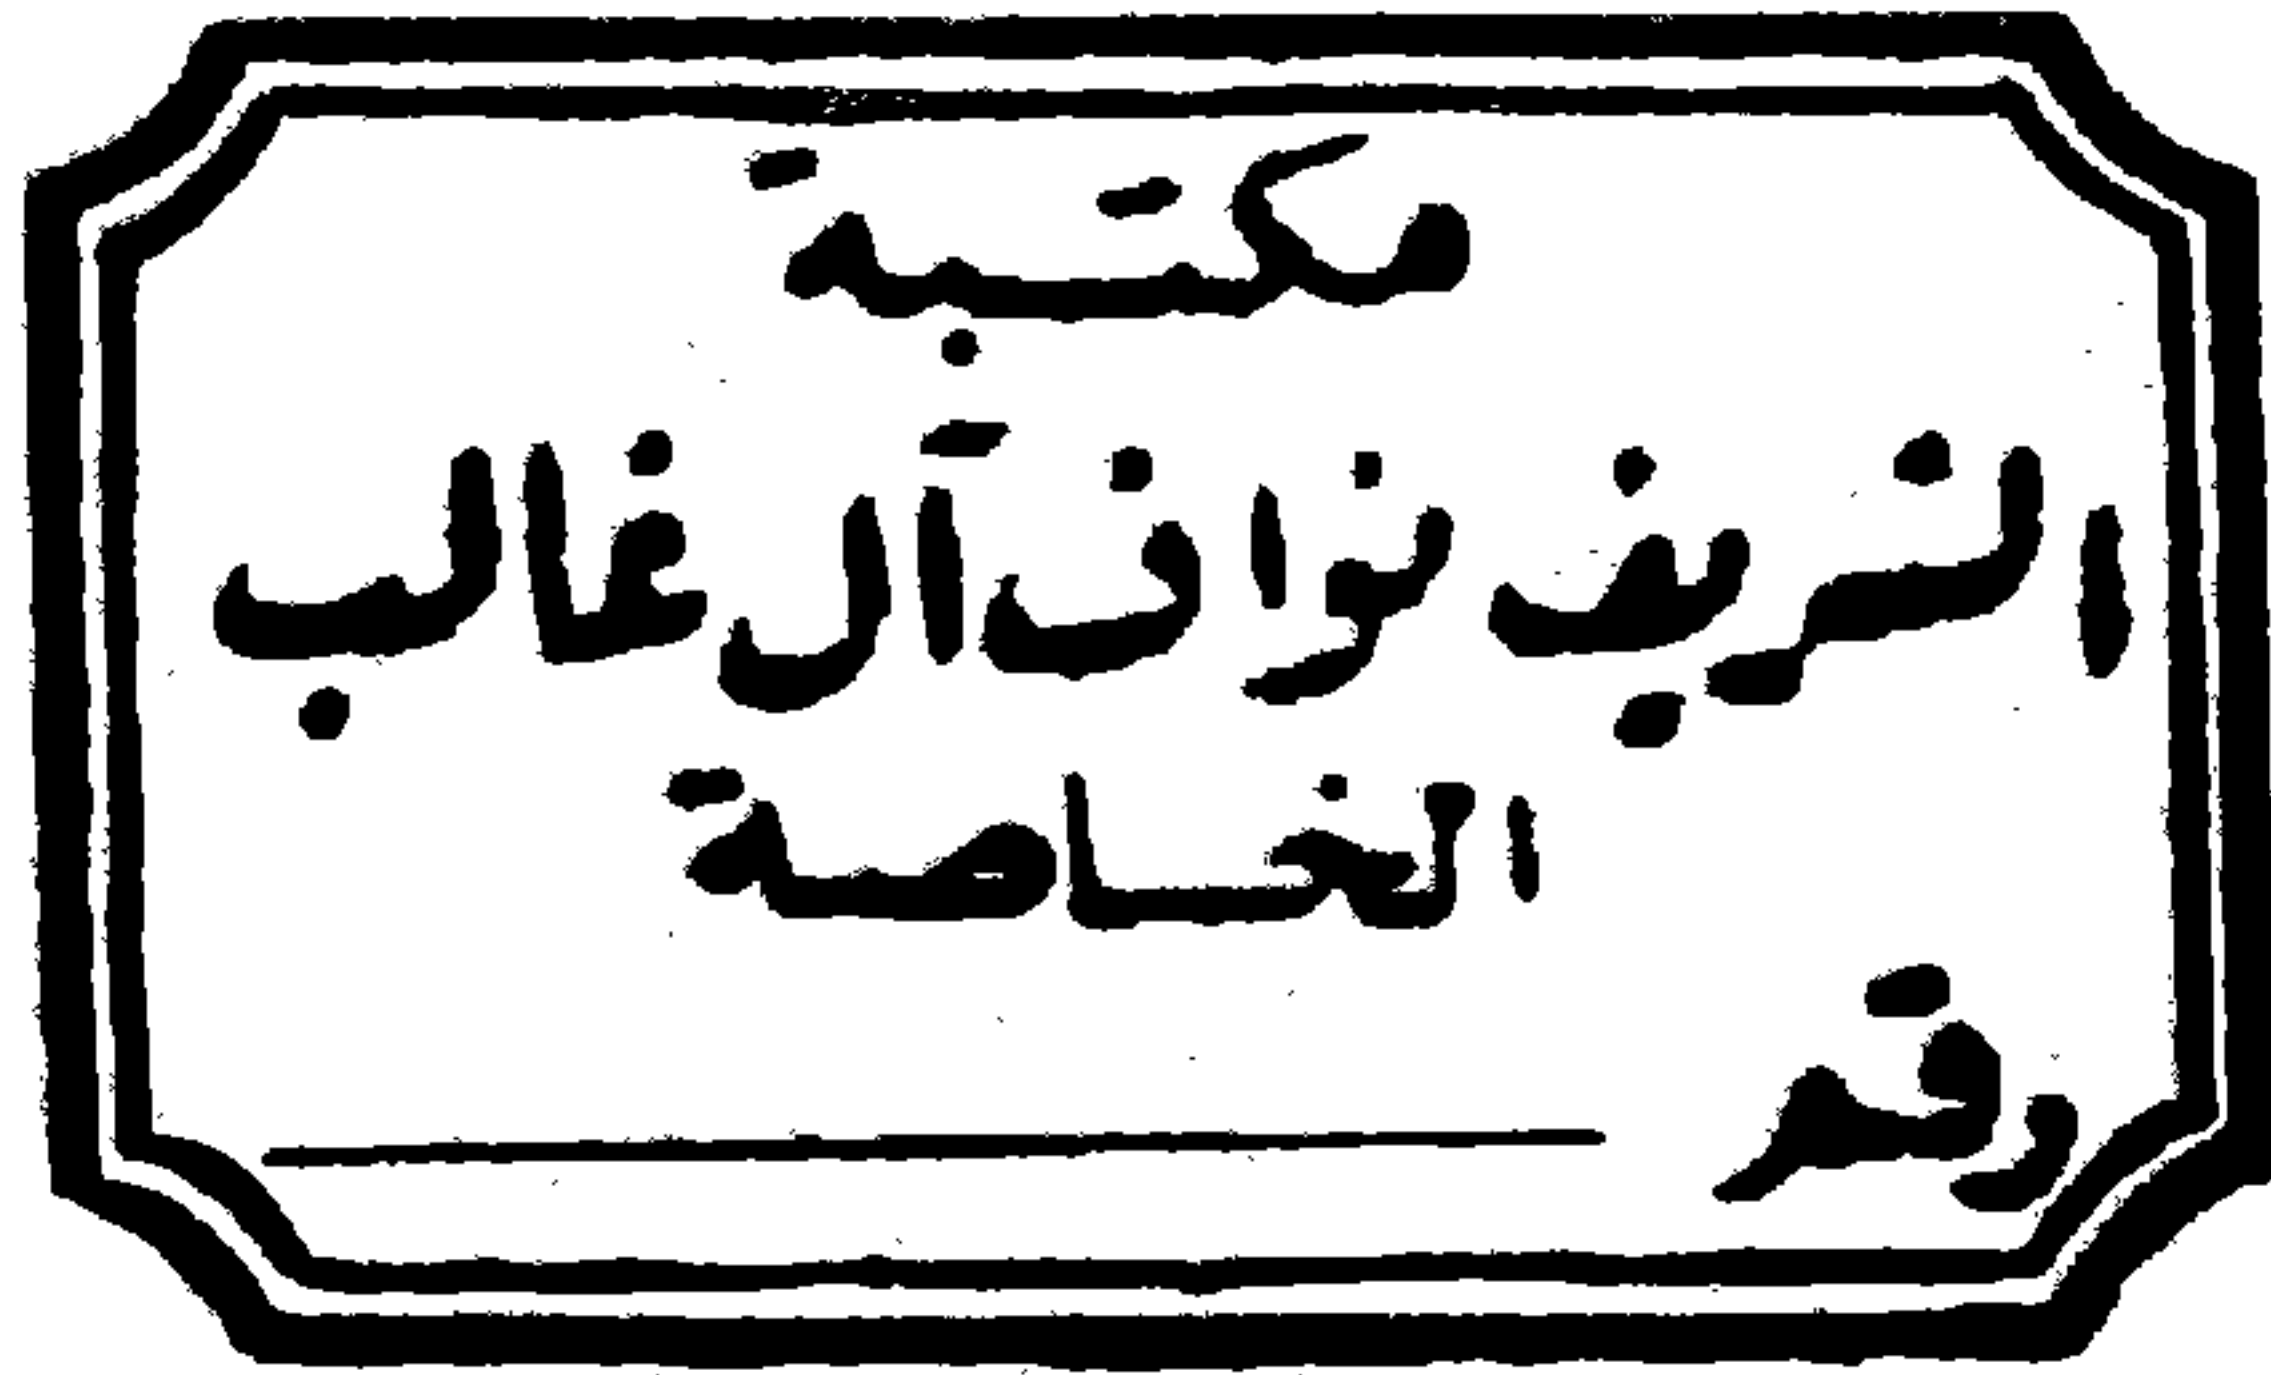 مكتبة
الشريف نواف آل غالب
الخاصة
رقم